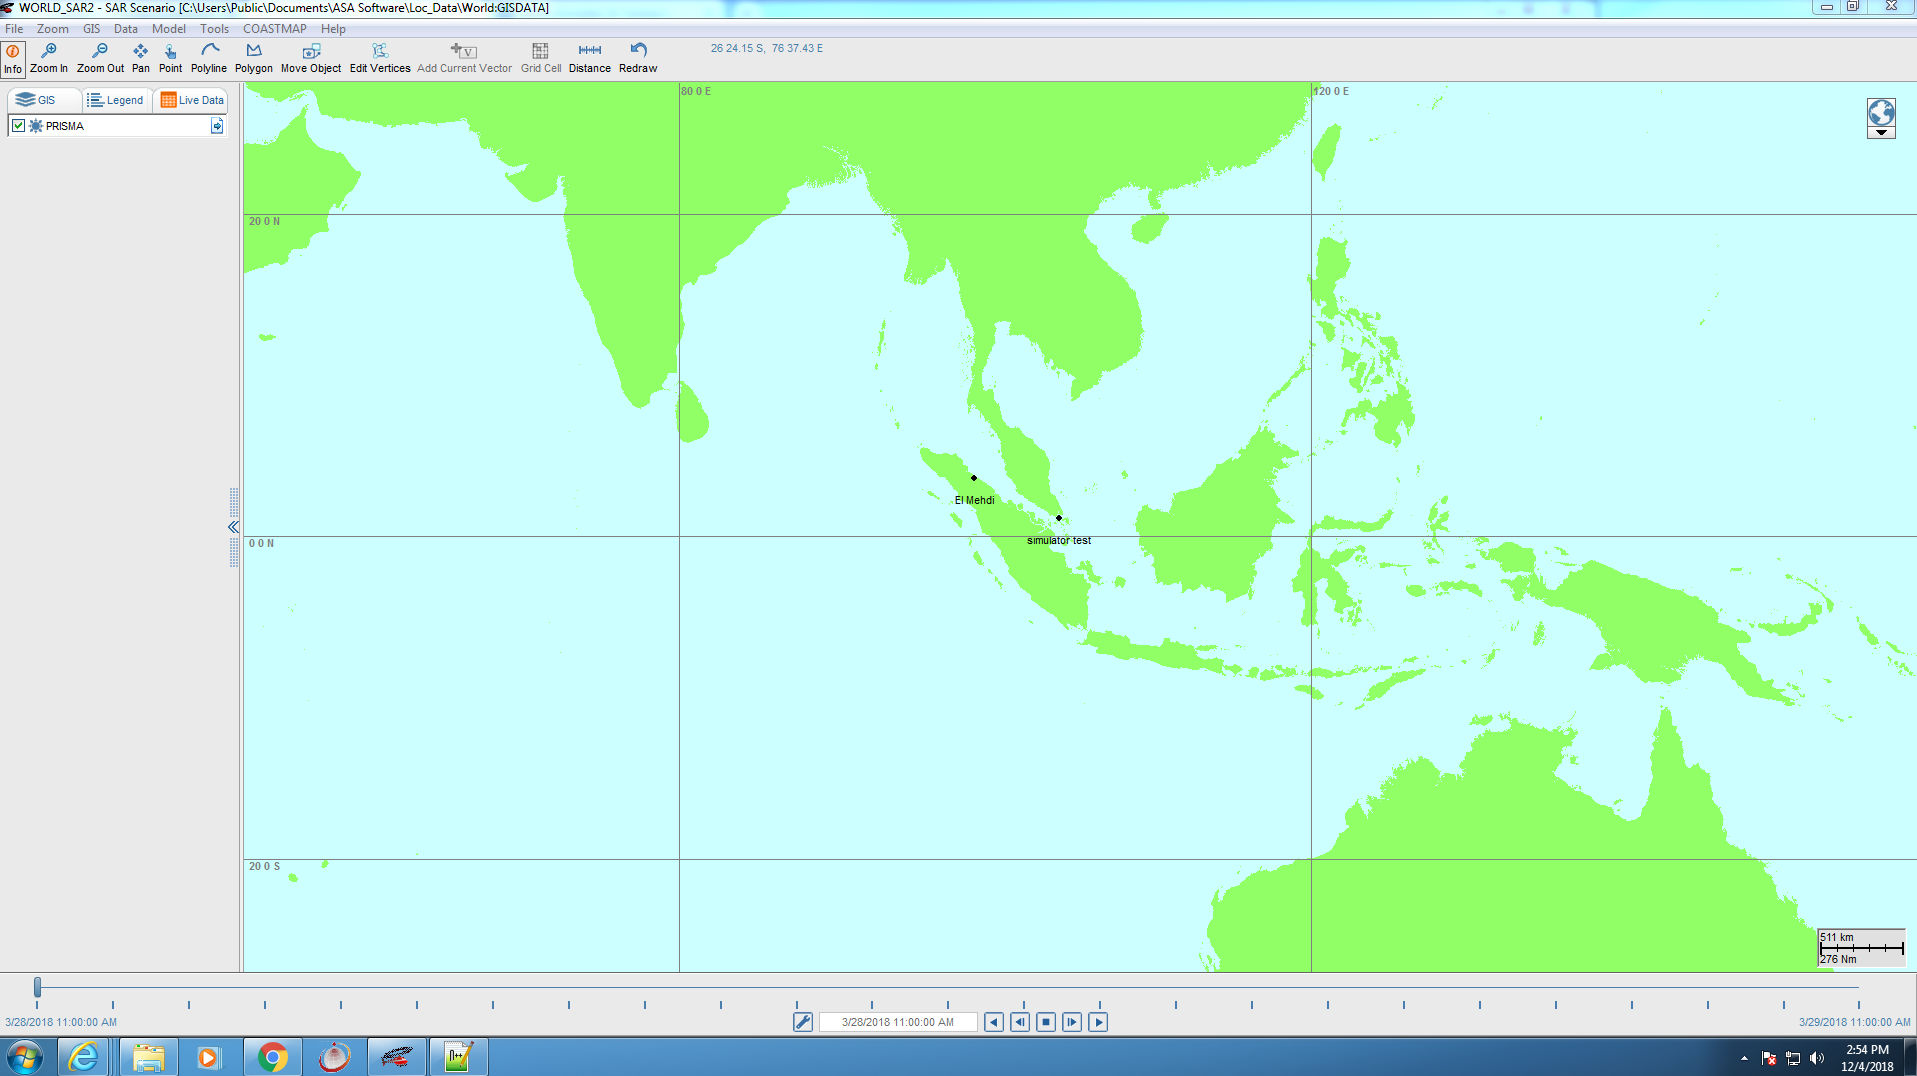 WORLD_SAR2 - SAR Scenario [C:\Users\Public\Documents\ASA Software\Loc_Data\World:GISDATA]
File Zoom GIS Data Model Tools COASTMAP Help
Info Zoom In Zoom Out Pan Point Polyline Polygon Move Object Edit Vertices Add Current Vector Grid Cell Distance Redraw
26 24.15 S, 76 37.43 E
GIS Legend Live Data
PRISMA
80 0 E
120 0 E
20 0 N
El Mehdi
simulator test
0 0 N
20 0 S
511 km
276 Nm
3/28/2018 11:00:00 AM
3/28/2018 11:00:00 AM
3/29/2018 11:00:00 AM
2:54 PM
12/4/2018